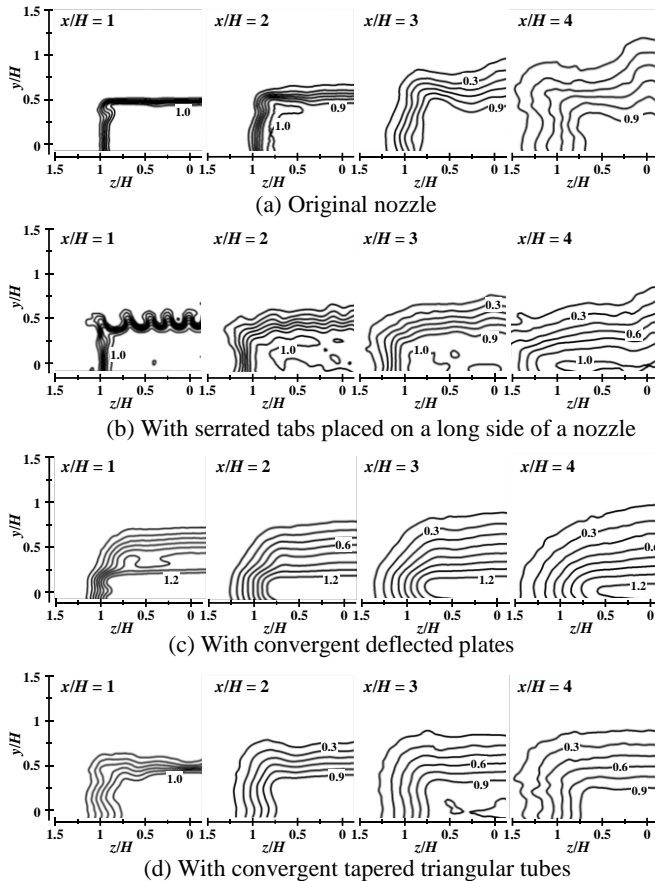 x/H = 1 x/H = 2 x/H = 3 x/H = 4
1.5
1
y/H
0.5
0
1.0 1.0 0.9 0.3 0.9 0.9
1.5 1 0.5 0 1.5 1 0.5 0 1.5 1 0.5 0 1.5 1 0.5 0
z/H z/H z/H z/H
(a) Original nozzle
x/H = 1 x/H = 2 x/H = 3 x/H = 4
1.5
1
y/H
0.5
0
1.0 1.0 0.3 0.9 1.0 0.3 0.6 1.0
1.5 1 0.5 0 1.5 1 0.5 0 1.5 1 0.5 0 1.5 1 0.5 0
z/H z/H z/H z/H
(b) With serrated tabs placed on a long side of a nozzle
x/H = 1 x/H = 2 x/H = 3 x/H = 4
1.5
1
y/H
0.5
0
1.2 0.6 1.2 0.3 1.2 0.3 0.6 1.2
1.5 1 0.5 0 1.5 1 0.5 0 1.5 1 0.5 0 1.5 1 0.5 0
z/H z/H z/H z/H
(c) With convergent deflected plates
x/H = 1 x/H = 2 x/H = 3 x/H = 4
1.5
1
y/H
0.5
0
1.0 0.3 0.9 0.3 0.6 0.9 0.3 0.6 0.9
1.5 1 0.5 0 1.5 1 0.5 0 1.5 1 0.5 0 1.5 1 0.5 0
z/H z/H z/H z/H
(d) With convergent tapered triangular tubes